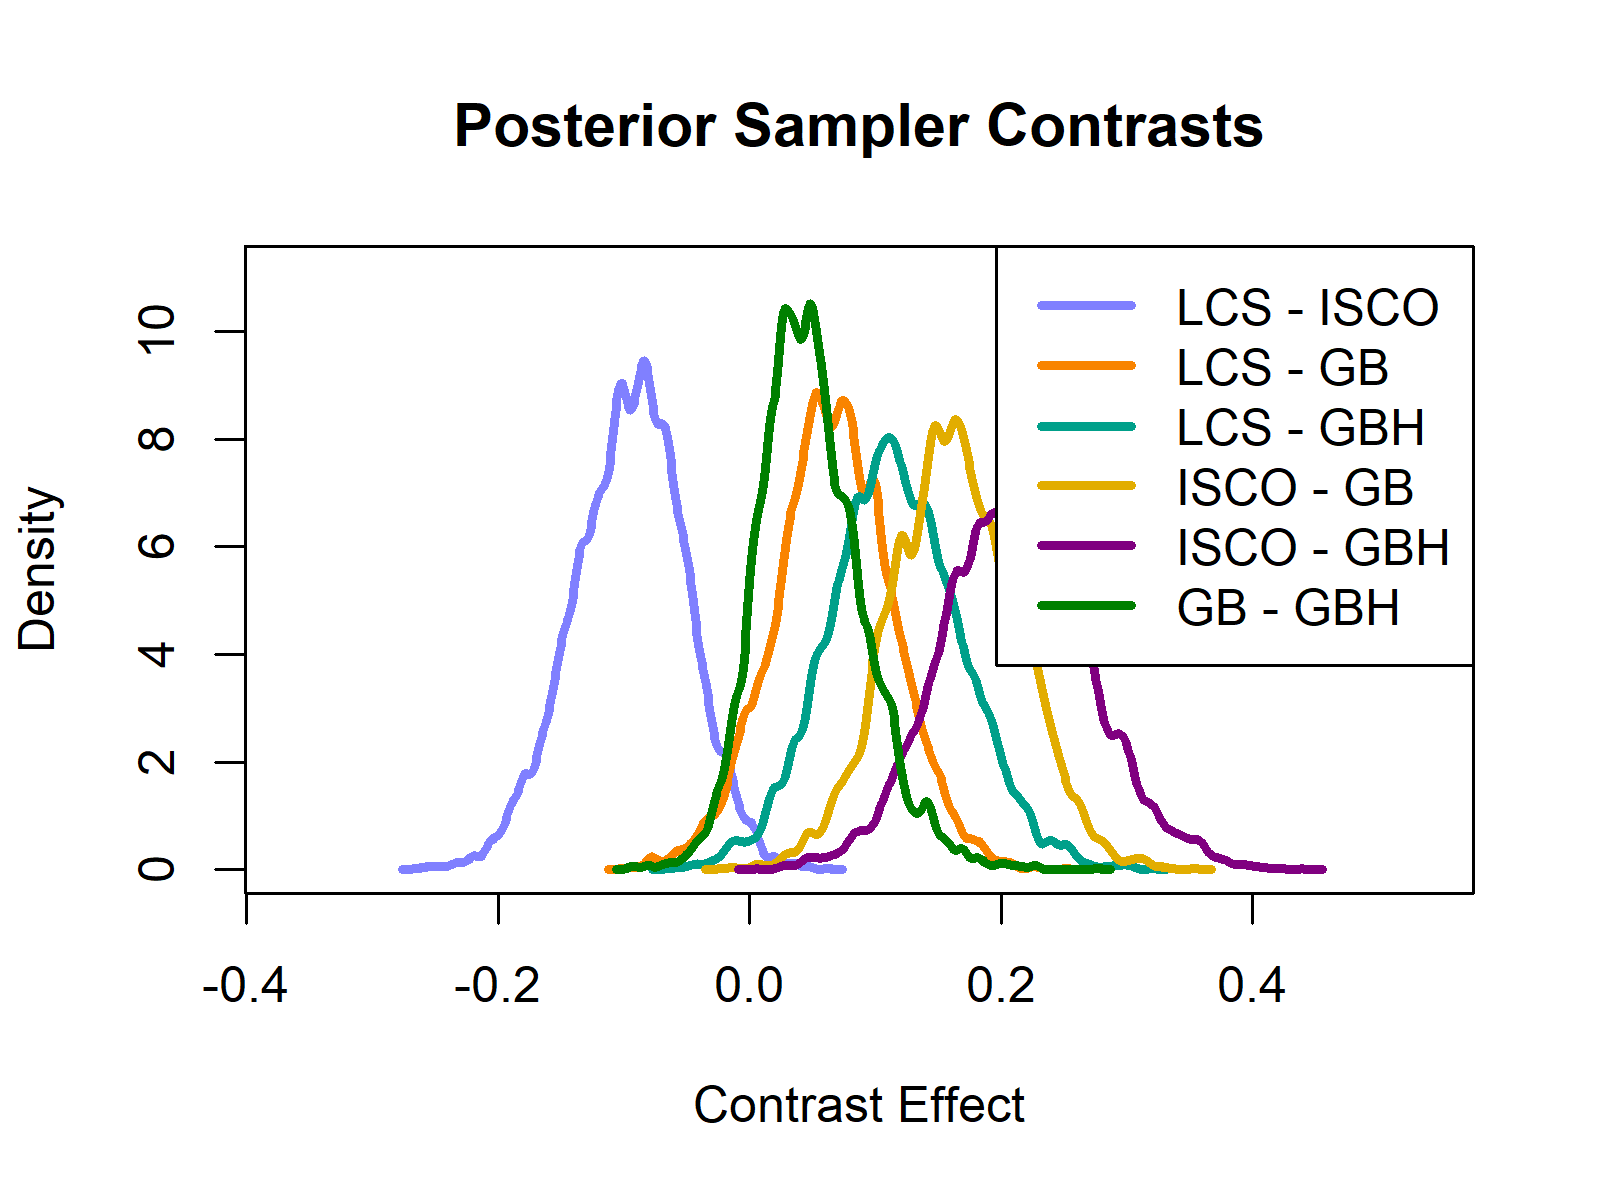 Posterior Sampler Contrasts
LCS - ISCO
LCS - GB
LCS - GBH
ISCO - GB
ISCO - GBH
GB - GBH
Density
10
8
6
4
2
0
-0.4 -0.2 0.0 0.2 0.4
Contrast Effect